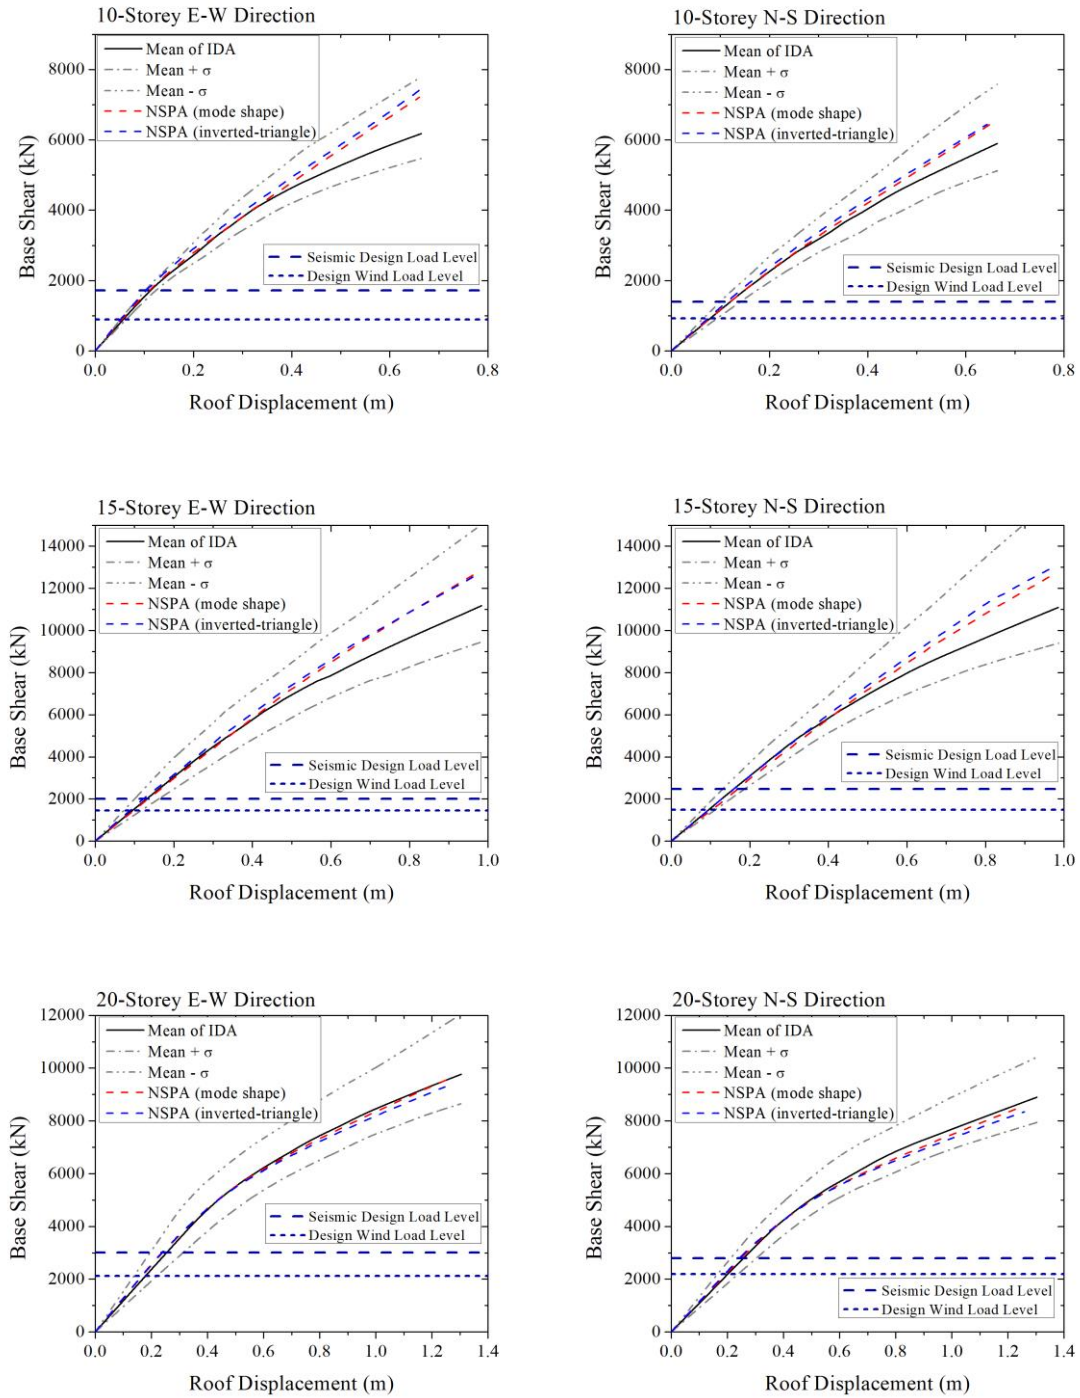 10-Storey E-W Direction
Mean of IDA
Mean + σ
Mean - σ
NSPA (mode shape)
NSPA (inverted-triangle)
Seismic Design Load Level
Design Wind Load Level
Base Shear (kN)
8000
6000
4000
2000
0
0.0 0.2 0.4 0.6 0.8
Roof Displacement (m)
10-Storey N-S Direction
Mean of IDA
Mean + σ
Mean - σ
NSPA (mode shape)
NSPA (inverted-triangle)
Seismic Design Load Level
Design Wind Load Level
Base Shear (kN)
8000
6000
4000
2000
0
0.0 0.2 0.4 0.6 0.8
Roof Displacement (m)
15-Storey E-W Direction
Mean of IDA
Mean + σ
Mean - σ
NSPA (mode shape)
NSPA (inverted-triangle)
Seismic Design Load Level
Design Wind Load Level
Base Shear (kN)
14000
12000
10000
8000
6000
4000
2000
0
0.0 0.2 0.4 0.6 0.8 1.0
Roof Displacement (m)
15-Storey N-S Direction
Mean of IDA
Mean + σ
Mean - σ
NSPA (mode shape)
NSPA (inverted-triangle)
Seismic Design Load Level
Design Wind Load Level
Base Shear (kN)
14000
12000
10000
8000
6000
4000
2000
0
0.0 0.2 0.4 0.6 0.8 1.0
Roof Displacement (m)
20-Storey E-W Direction
Mean of IDA
Mean + σ
Mean - σ
NSPA (mode shape)
NSPA (inverted-triangle)
Seismic Design Load Level
Design Wind Load Level
Base Shear (kN)
12000
10000
8000
6000
4000
2000
0
0.0 0.2 0.4 0.6 0.8 1.0 1.2 1.4
Roof Displacement (m)
20-Storey N-S Direction
Mean of IDA
Mean + σ
Mean - σ
NSPA (mode shape)
NSPA (inverted-triangle)
Seismic Design Load Level
Design Wind Load Level
Base Shear (kN)
12000
10000
8000
6000
4000
2000
0
0.0 0.2 0.4 0.6 0.8 1.0 1.2 1.4
Roof Displacement (m)